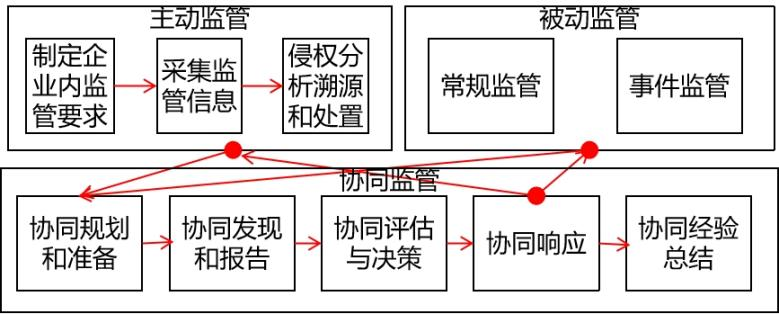 主动监管
制定企
业内监
管要求
采集监
管信息
侵权分
析溯源
和处置
被动监管
常规监管
事件监管
协同监管
协同规划
和准备
协同发现
和报告
协同评估
与决策
协同响应
协同经验
总结